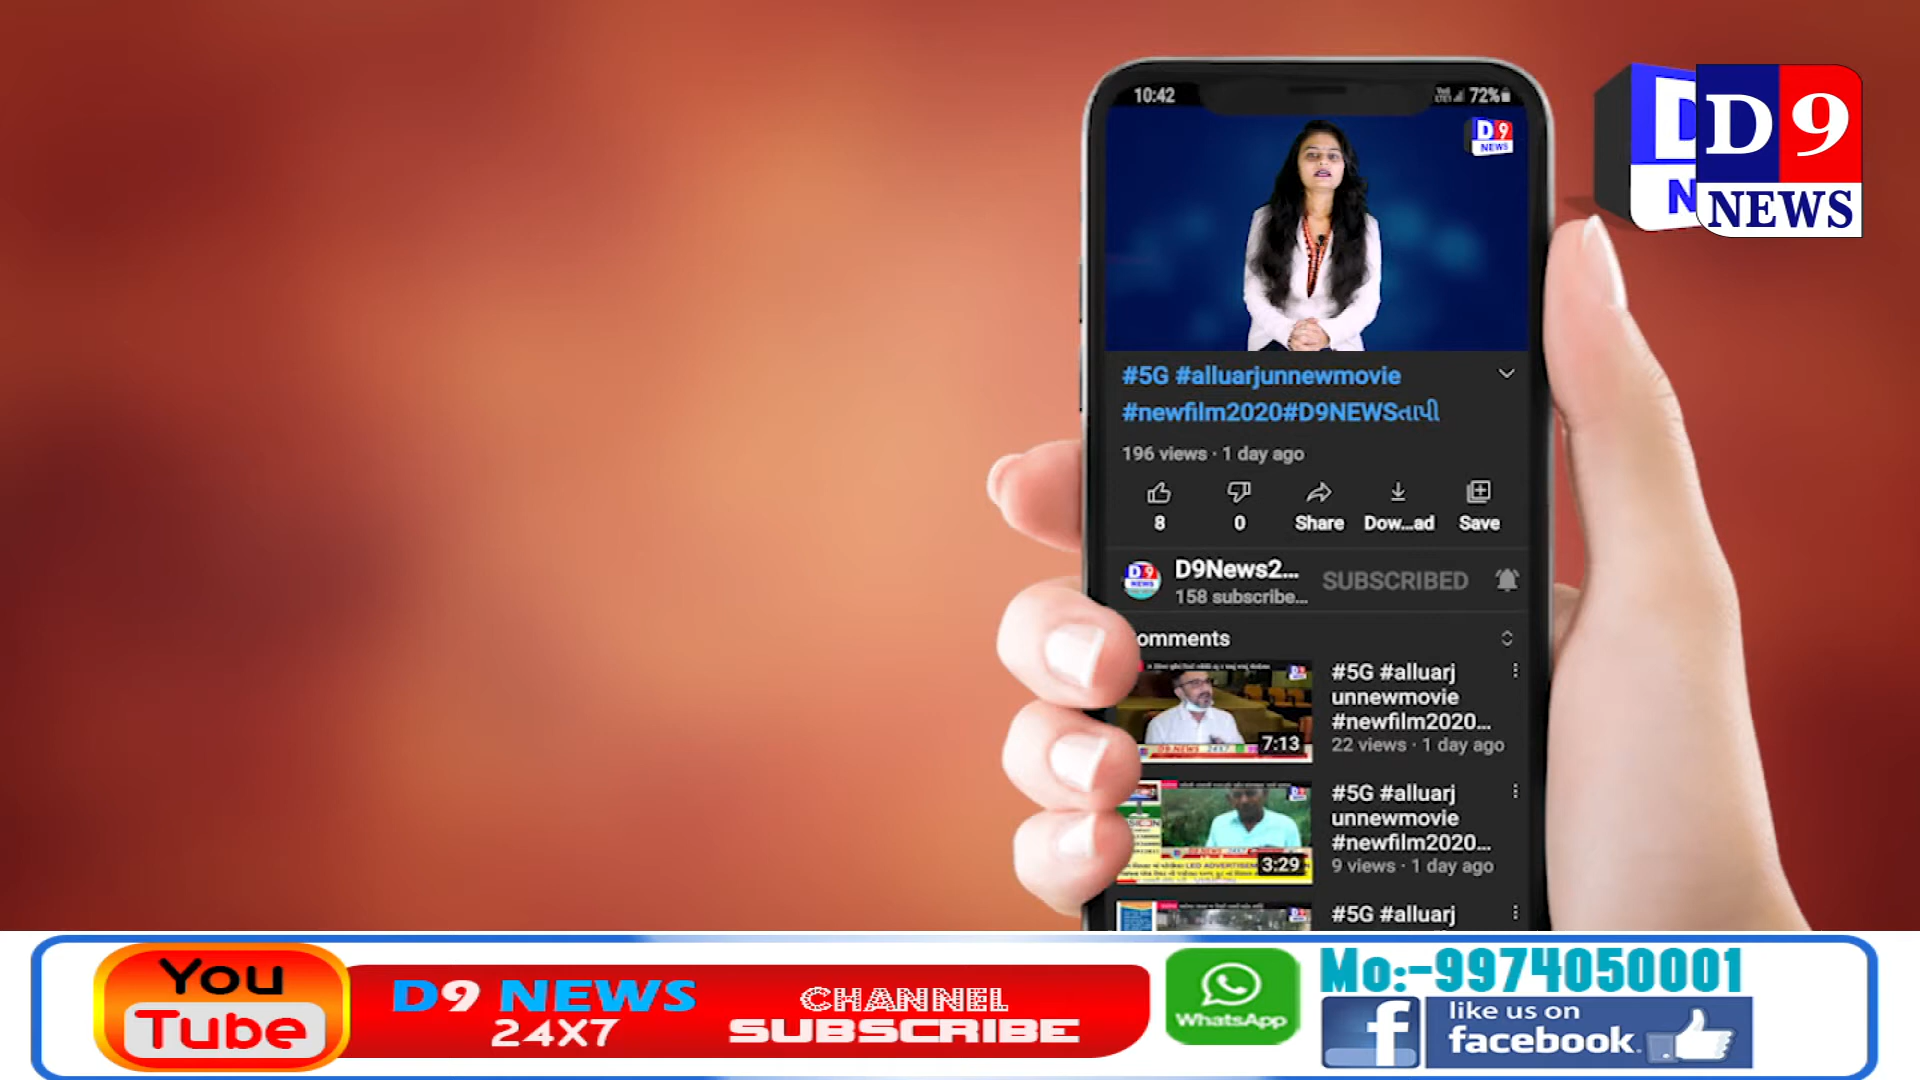 10:42
72%
D 9
NEWS
D 9
NEWS
#5G #alluarjunnewmovie
#newfilm2020#D9NEWSતાપી
196 views · 1 day ago
8
0
Share
Dow...ad
Save
D9News2...
SUBSCRIBED
158 subscribe...
omments
#5G #alluarj
unnewmovie
#newfilm2020...
22 views · 1 day ago
7:13
#5G #alluarj
unnewmovie
#newfilm2020...
9 views · 1 day ago
3:29
#5G #alluarj
You
Tube
D9 NEWS
24X7
CHANNEL
SUBSCRIBE
WhatsApp
Mo:-9974050001
f
like us on
facebook.